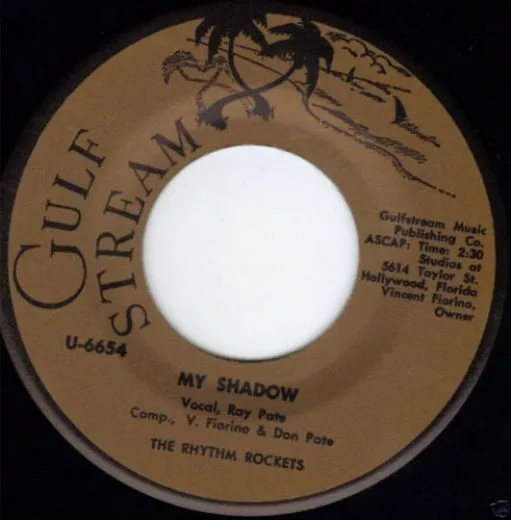 GULF
STREAM
Gulfstream Music
Publishing Co.
ASCAP: Time: 2:30
Studios at
5614 Taylor St.
Hollywood, Florida
Vincent Fiorino,
Owner
U-6654
MY SHADOW
Vocal, Ray Pate
Comp., V. Fiorino & Don Pate
THE RHYTHM ROCKETS